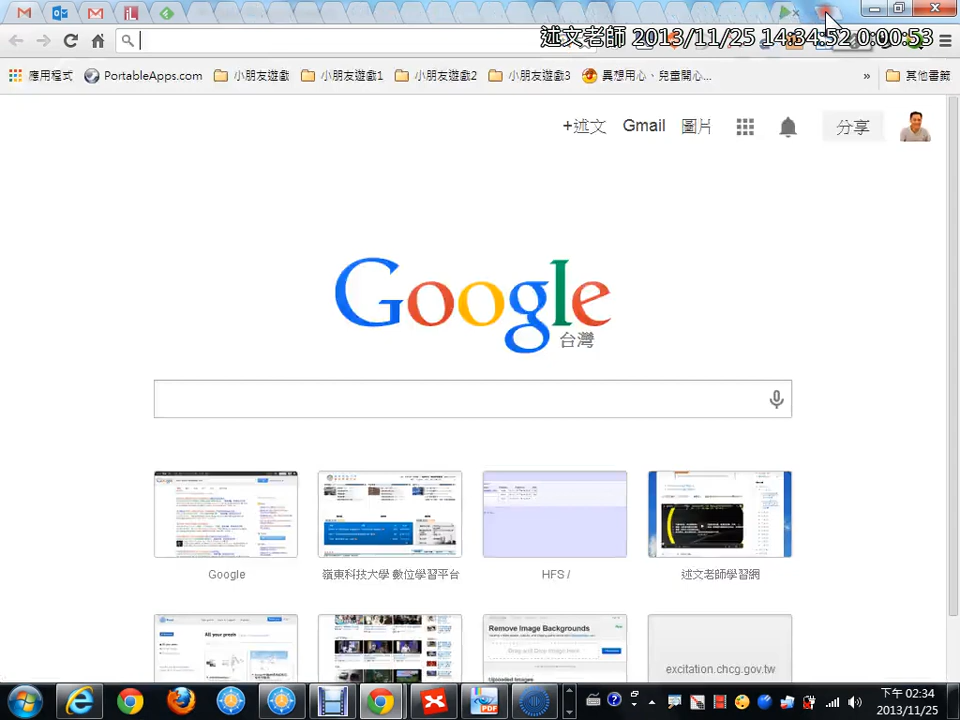 述文老師 2013/11/25 14:34:52 0:00:53
應用程式
PortableApps.com
小朋友遊戲
小朋友遊戲1
小朋友遊戲2
小朋友遊戲3
異想用心、兒童開心...
»
其他書籤
+述文
Gmail
圖片
分享
Google
台灣
Google
嶺東科技大學 數位學習平台
HFS /
述文老師學習網
Remove Image Backgrounds
excitation.chcg.gov.tw
PDF
下午 02:34
2013/11/25